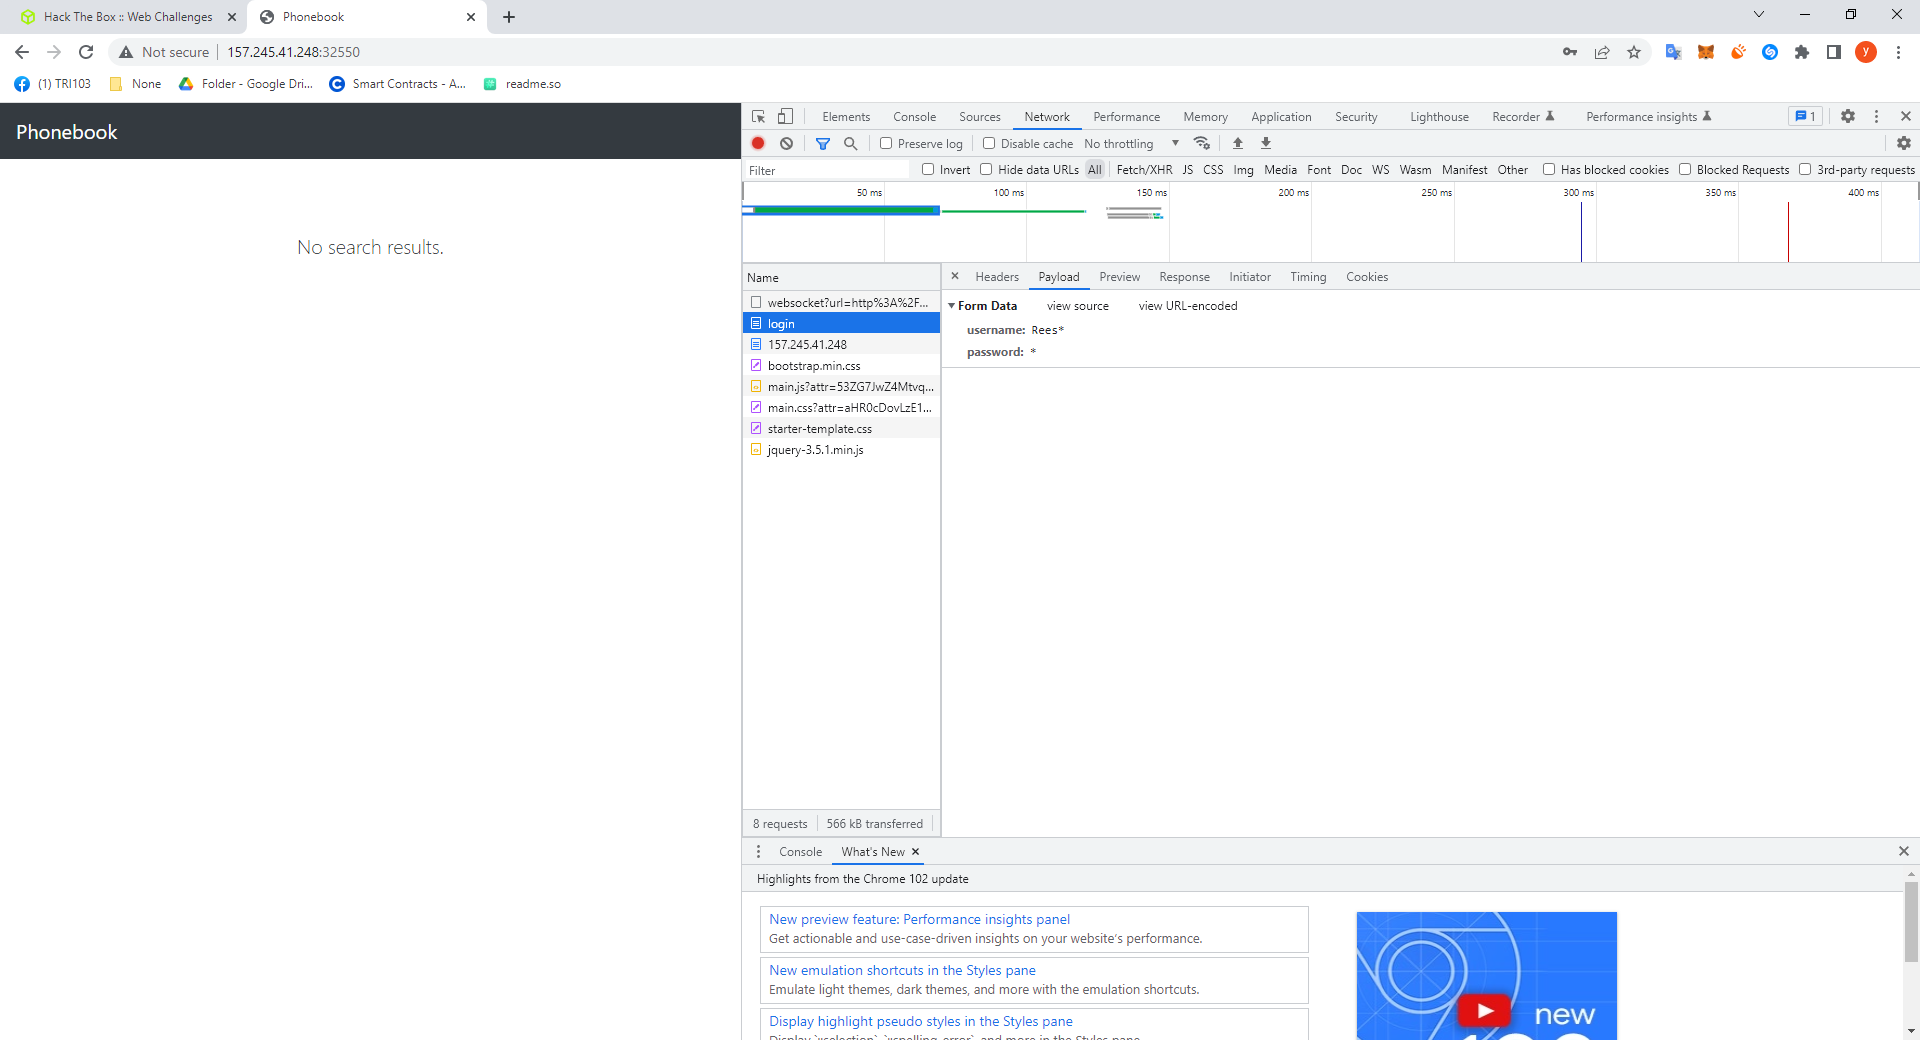 Hack The Box :: Web Challenges
Phonebook
Not secure
157.245.41.248:32550
y
(1) TRI103
None
Folder - Google Dri...
Smart Contracts - A...
readme.so
Phonebook
No search results.
Elements Console Sources Network Performance Memory Application Security Lighthouse Recorder Performance insights 1
Preserve log Disable cache No throttling
Filter Invert Hide data URLs All Fetch/XHR JS CSS Img Media Font Doc WS Wasm Manifest Other Has blocked cookies Blocked Requests 3rd-party requests
50 ms 100 ms 150 ms 200 ms 250 ms 300 ms 350 ms 400 ms
Name
websocket?url=http%3A%2F...
login
157.245.41.248
bootstrap.min.css
main.js?attr=53ZG7JwZ4Mtvq...
main.css?attr=aHR0cDovLzE1...
starter-template.css
jquery-3.5.1.min.js
Headers Payload Preview Response Initiator Timing Cookies
Form Data view source view URL-encoded
username: Rees*
password: *
8 requests 566 kB transferred
Console What's New
Highlights from the Chrome 102 update
New preview feature: Performance insights panel
Get actionable and use-case-driven insights on your website's performance.
New emulation shortcuts in the Styles pane
Emulate light themes, dark themes, and more with the emulation shortcuts.
Display highlight pseudo styles in the Styles pane
new